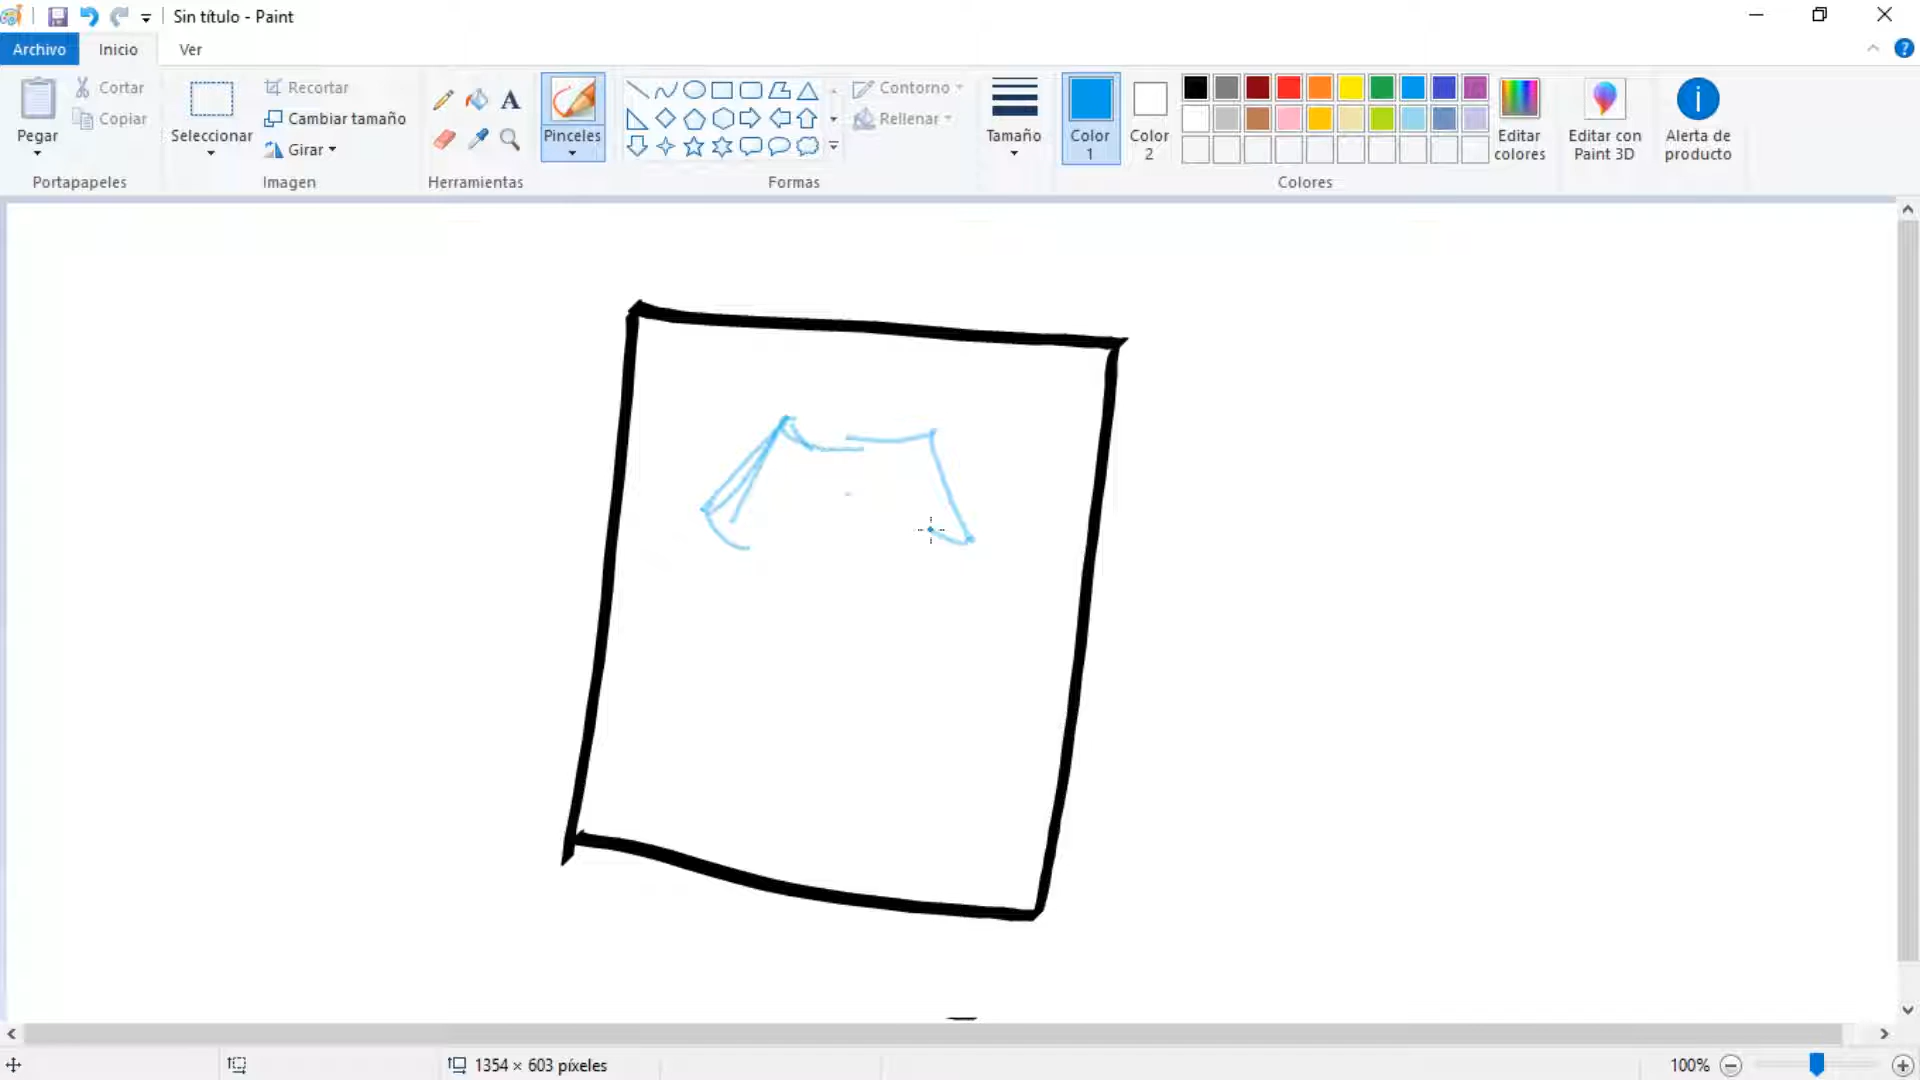 Sin título - Paint
Archivo Inicio Ver
Pegar
Cortar
Copiar
Portapapeles
Seleccionar
Recortar
Cambiar tamaño
Girar
Imagen
A
Herramientas
Pinceles
Contorno
Rellenar
Formas
Tamaño
Color
1
Color
2
Editar
colores
Colores
Editar con
Paint 3D
Alerta de
producto
1354 × 603 píxeles
100%